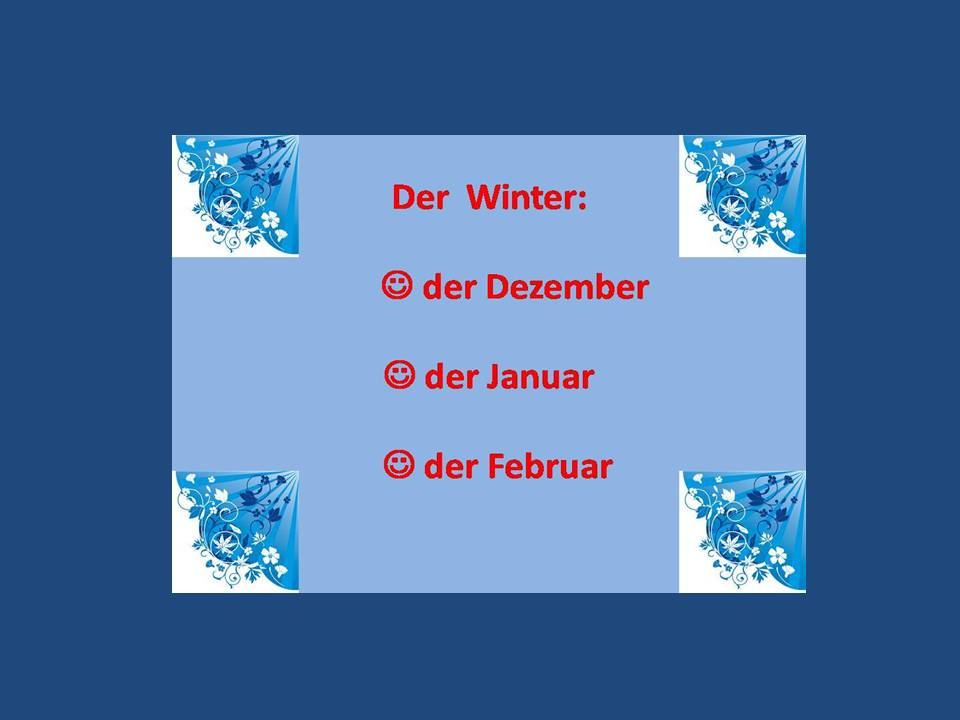 Der Winter:
☺ der Dezember
☺ der Januar
☺ der Februar